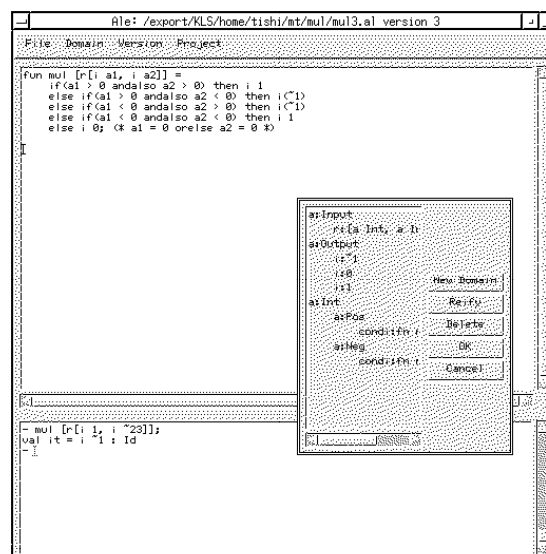 Ale: /export/KLS/home/tishi/mt/mul/mul3.al version 3
File Domain Version Project
fun mul [r[i a1, i a2]] =
if(a1 > 0 andalso a2 > 0) then i 1
else if(a1 > 0 andalso a2 < 0) then i(~1)
else if(a1 < 0 andalso a2 > 0) then i(~1)
else if(a1 < 0 andalso a2 < 0) then i 1
else i 0; (* a1 = 0 orelse a2 = 0 *)
a:Input
r:[a Int, a I
a:Output
i:~1
i:0
i:1
a:Int
a:Pos
cond:(fn
a:Neg
cond:(fn
New Domain
Reify
Delete
OK
Cancel
- mul [r[i 1, i ~23]];
val it = i ~1 : Id
-